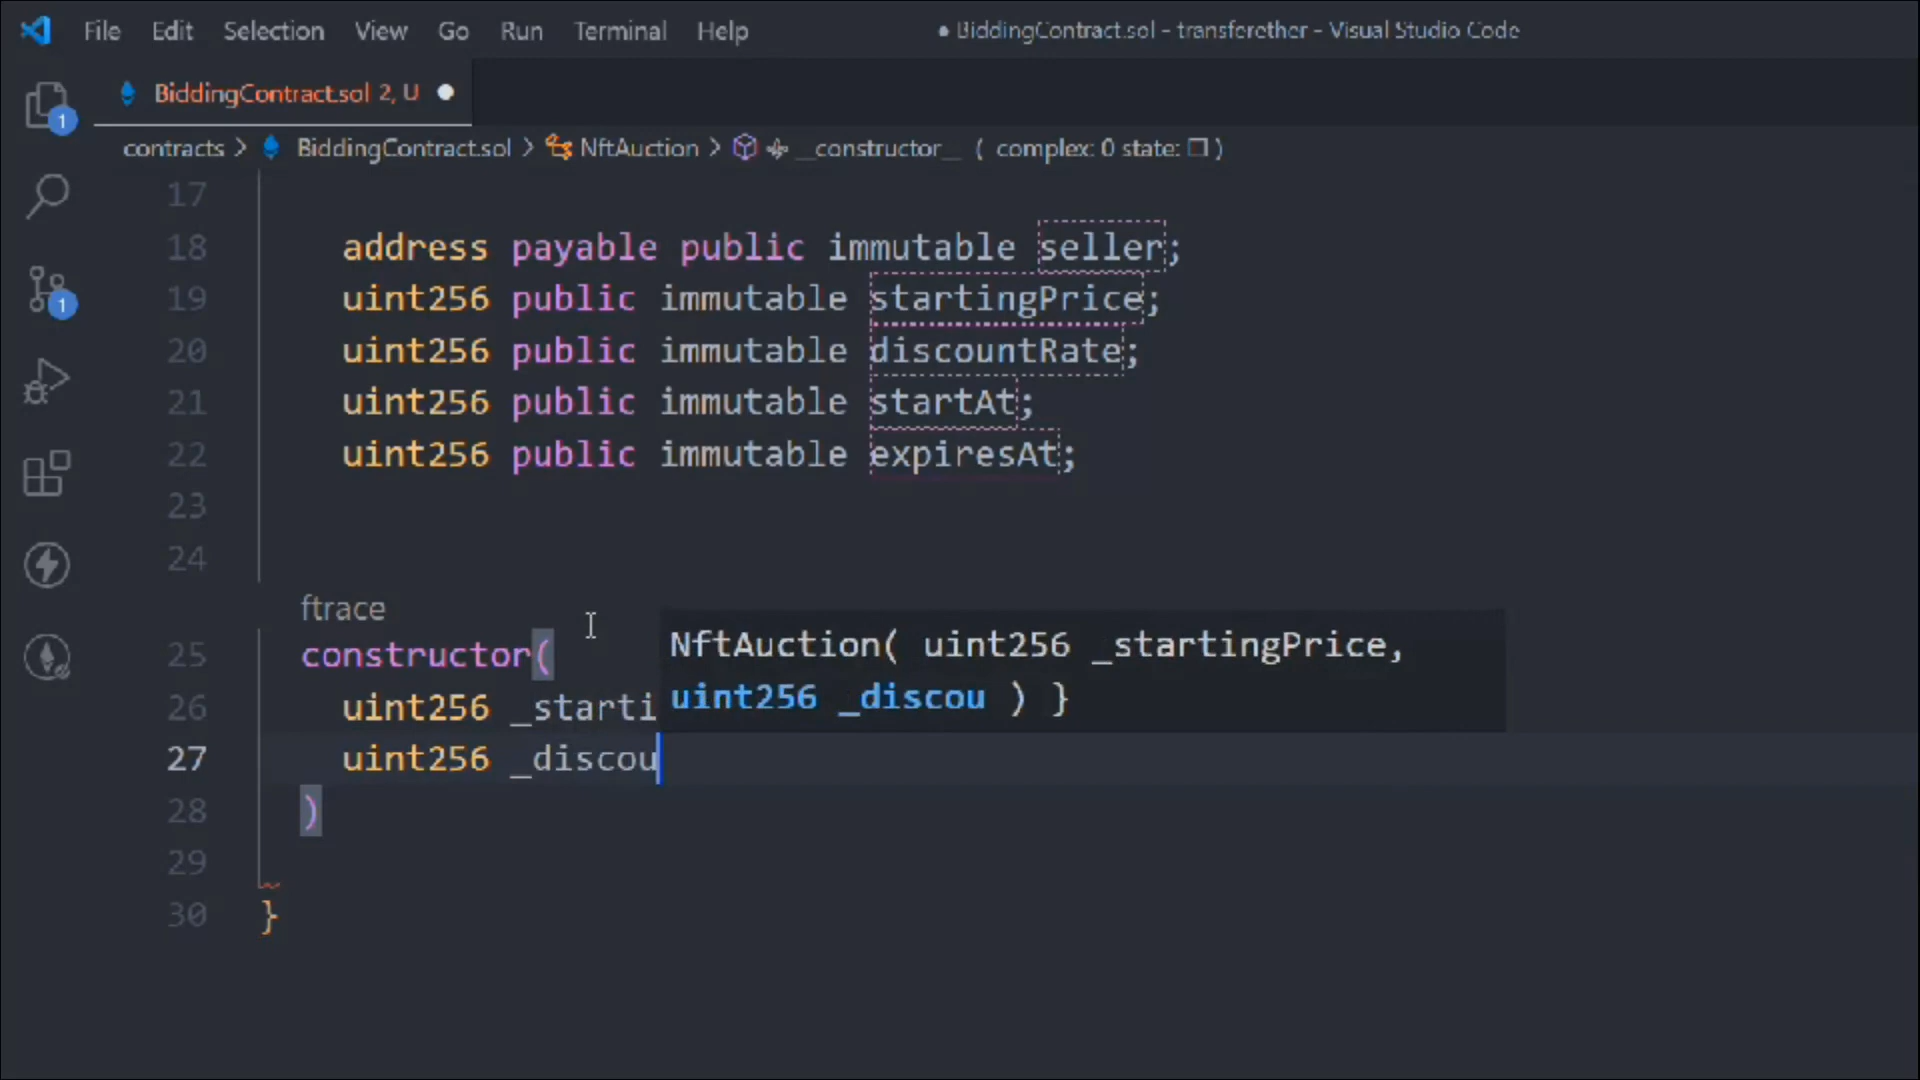 File Edit Selection View Go Run Terminal Help
● BiddingContract.sol - transferether - Visual Studio Code
BiddingContract.sol 2, U ●
contracts > BiddingContract.sol > NftAuction > __constructor__ ( complex: 0 state: )
1
1
17
18 address payable public immutable seller;
19 uint256 public immutable startingPrice;
20 uint256 public immutable discountRate;
21 uint256 public immutable startAt;
22 uint256 public immutable expiresAt;
23
24
ftrace
25 constructor(
NftAuction( uint256 _startingPrice,
uint256 _discou ) }
26 uint256 _starti
27 uint256 _discou
28 )
29
30 }